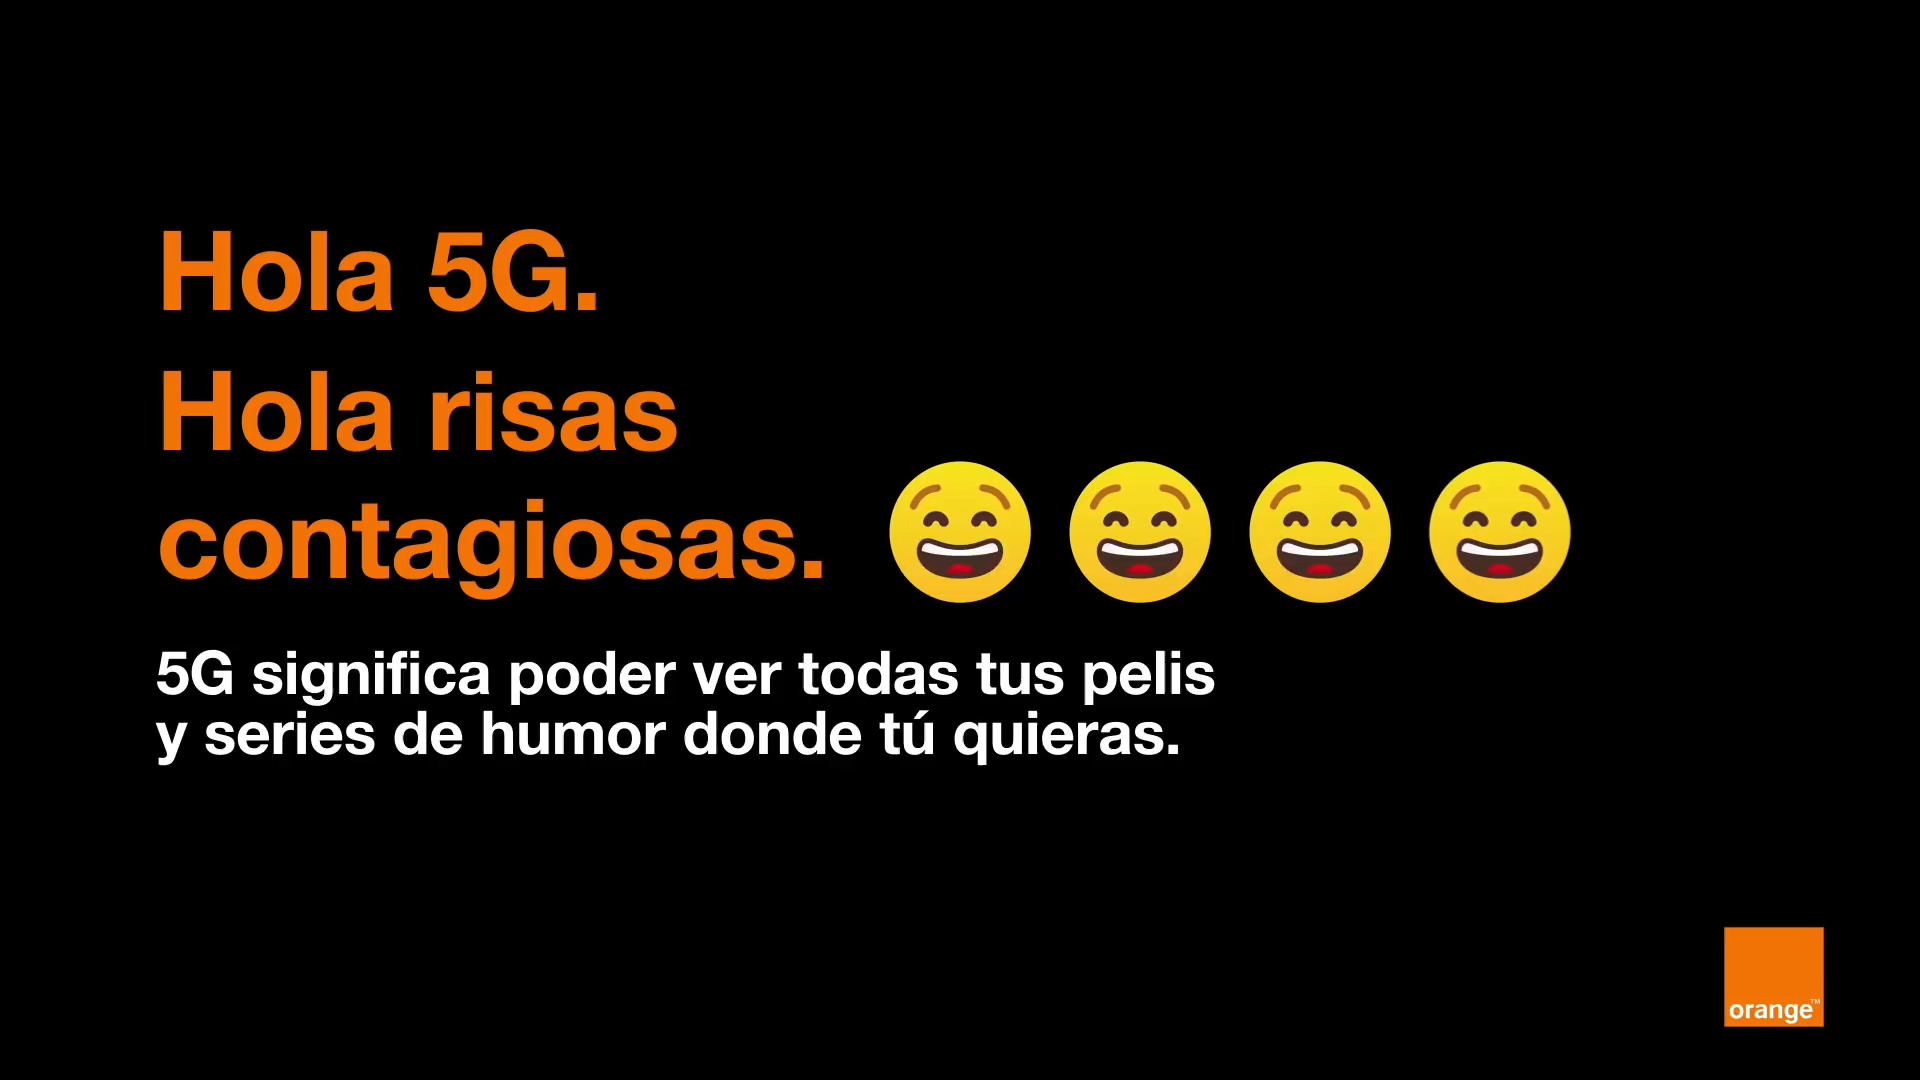 Hola 5G.
Hola risas
contagiosas.
5G significa poder ver todas tus pelis
y series de humor donde tú quieras.
orange™